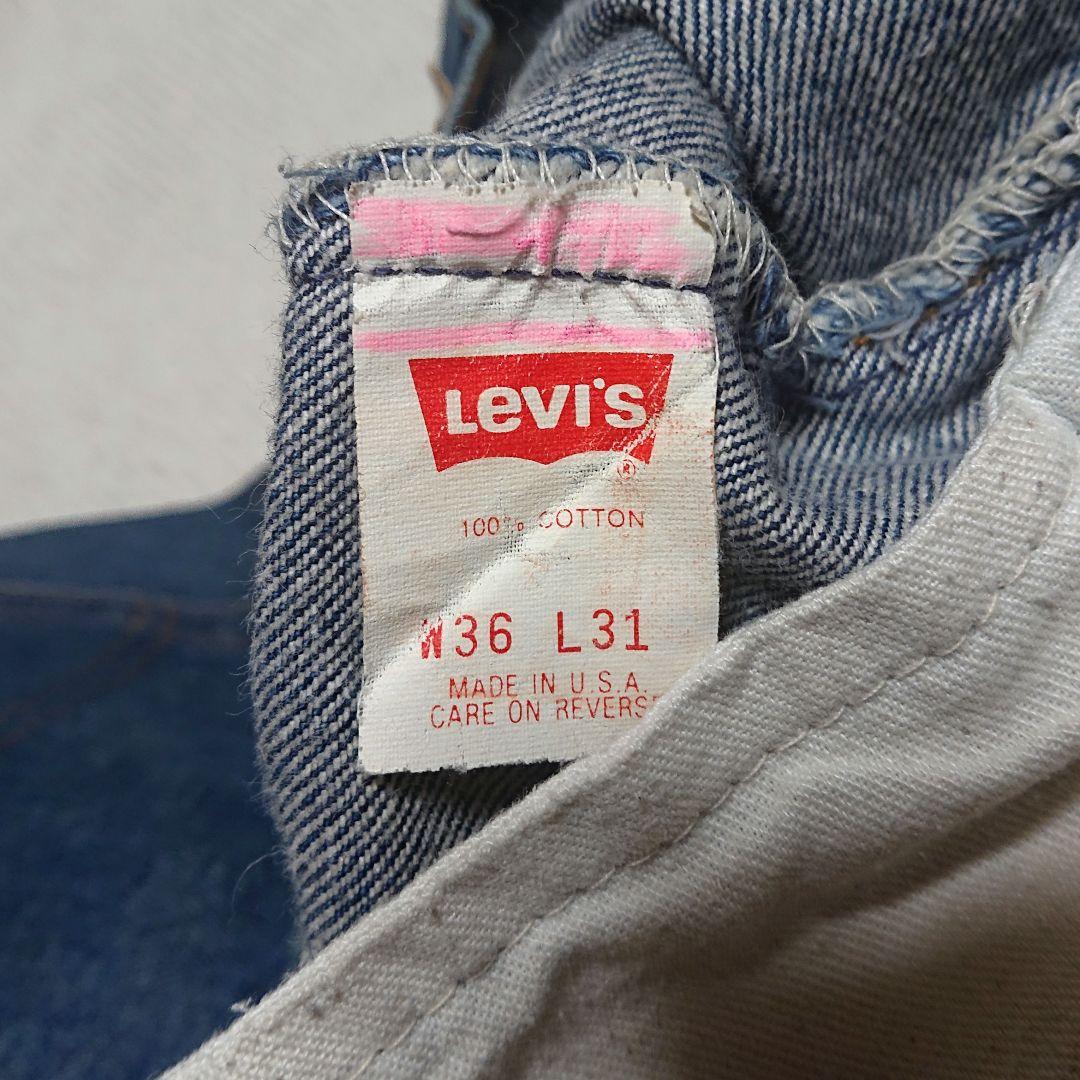 Levi's
®
100% COTTON
W36 L31
MADE IN U.S.A.
CARE ON REVERSE